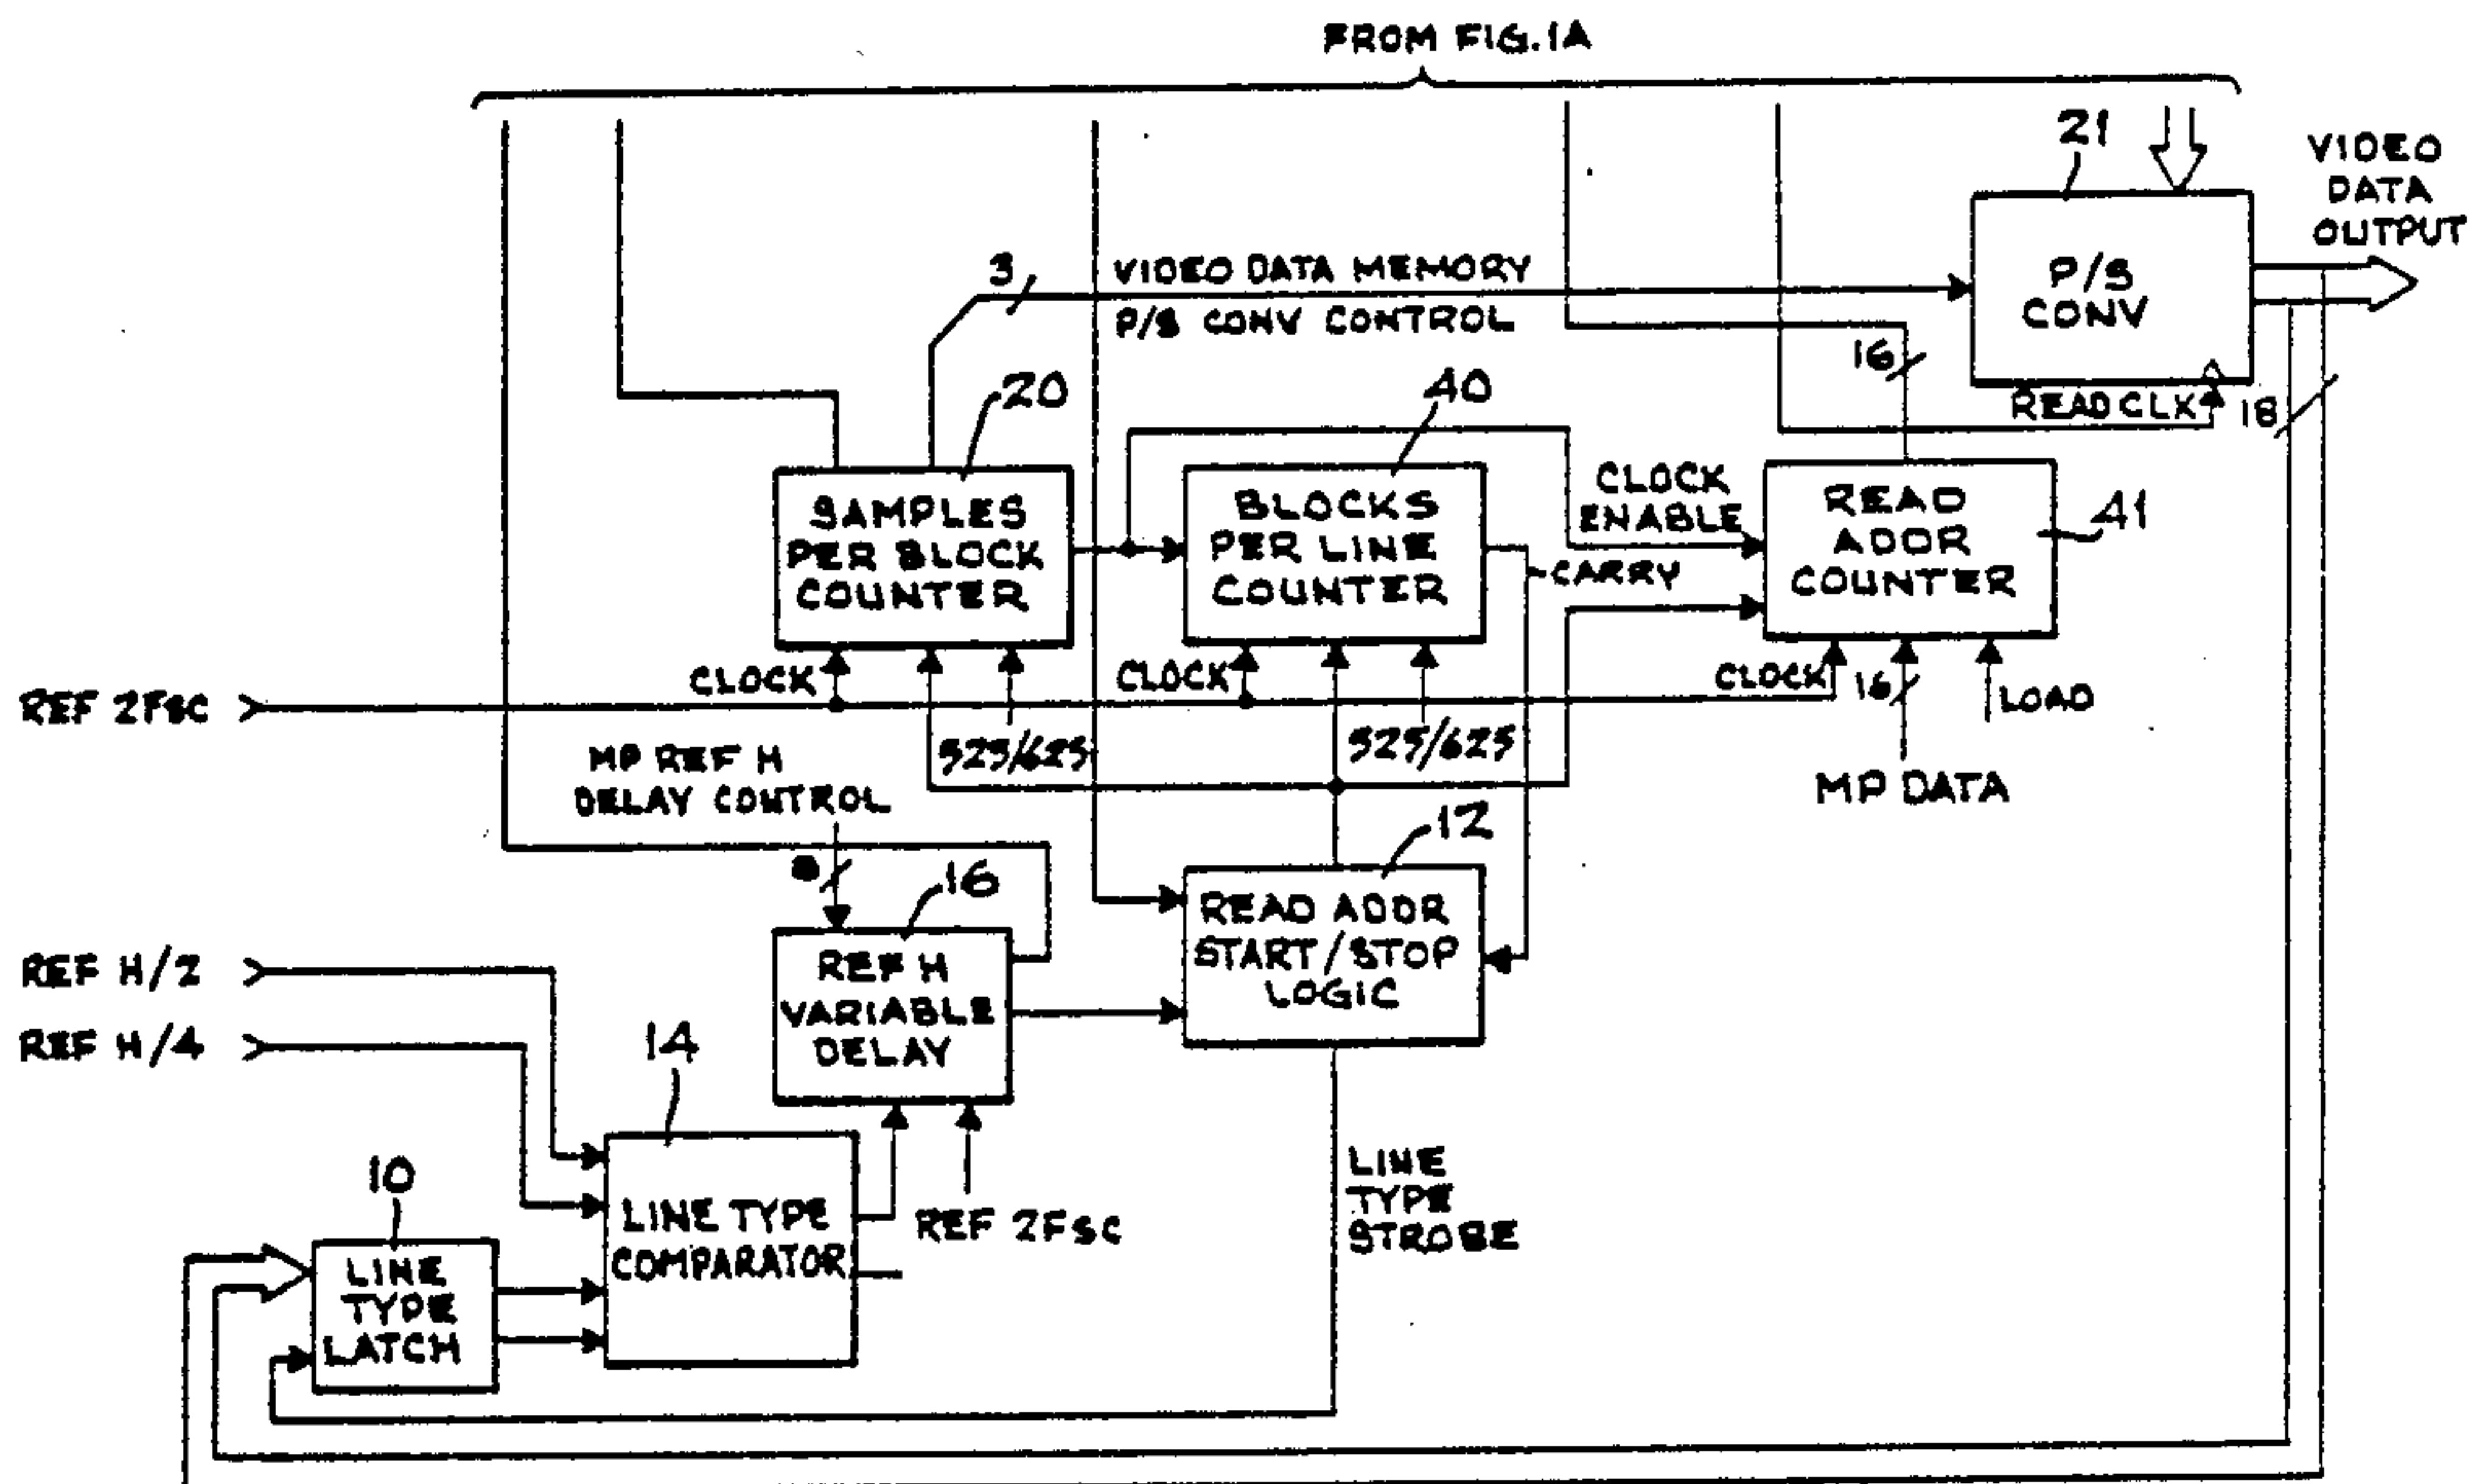 FROM FIG. 1A
21
VIDEO
DATA
OUTPUT
P/S
CONV
3
VIDEO DATA MEMORY
P/S CONV CONTROL
16
READ CLK
18
20
40
SAMPLES
PER BLOCK
COUNTER
BLOCKS
PER LINE
COUNTER
CLOCK
ENABLE
CARRY
READ
ADDR
COUNTER
41
REF 2FSC
CLOCK
CLOCK
CLOCK
16
LOAD
525/625
525/625
MP DATA
MP REF H
DELAY CONTROL
16
12
REF H
VARIABLE
DELAY
READ ADDR
START/STOP
LOGIC
REF H/2
REF H/4
14
10
LINE TYPE
COMPARATOR
REF 2FSC
LINE
TYPE
STROBE
LINE
TYPE
LATCH